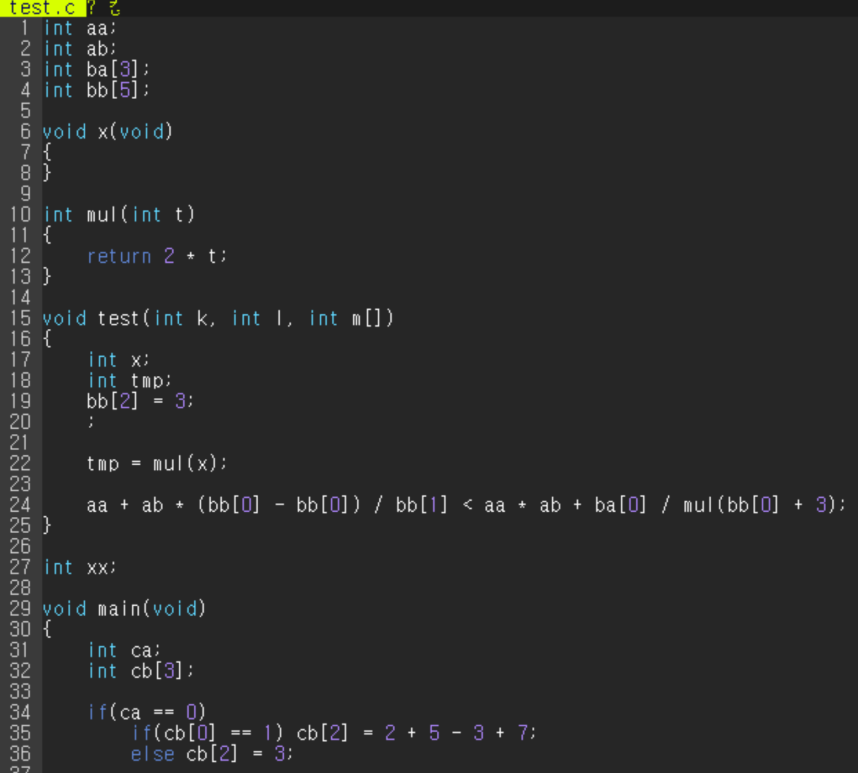 test.c ?
1 int aa;
2 int ab;
3 int ba[3];
4 int bb[5];
5
6 void x(void)
7 {
8 }
9
10 int mul(int t)
11 {
12     return 2 * t;
13 }
14
15 void test(int k, int l, int m[])
16 {
17     int x;
18     int tmp;
19     bb[2] = 3;
20     ;
21
22     tmp = mul(x);
23
24     aa + ab * (bb[0] - bb[0]) / bb[1] < aa * ab + ba[0] / mul(bb[0] + 3);
25 }
26
27 int xx;
28
29 void main(void)
30 {
31     int ca;
32     int cb[3];
33
34     if(ca == 0)
35         if(cb[0] == 1) cb[2] = 2 + 5 - 3 + 7;
36         else cb[2] = 3;
37